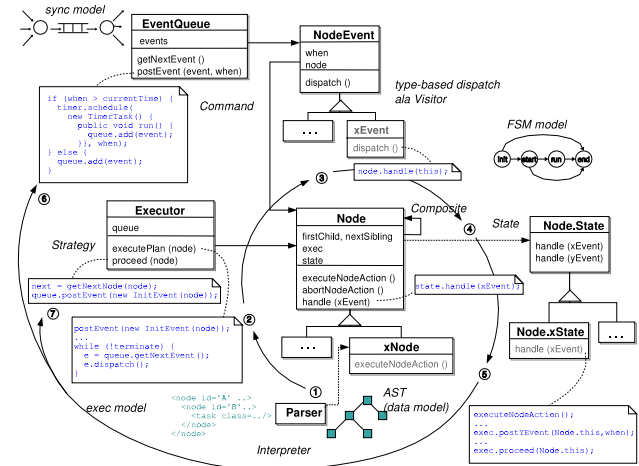 sync model
EventQueue
events
getNextEvent ()
postEvent (event, when)
NodeEvent
when
node
dispatch ()
type-based dispatch
ala Visitor
...
xEvent
dispatch ()
Command
if (when > currentTime) {
timer.schedule(
new TimerTask() {
public void run() {
queue.add(event);
}}, when);
} else {
queue.add(event);
}
FSM model
init
start
run
end
node.handle(this);
③
⑥
Executor
queue
executePlan (node)
proceed (node)
Strategy
Node
firstChild, nextSibling
exec
state
executeNodeAction ()
abortNodeAction ()
handle (xEvent)
Composite
④
State
Node.State
handle (xEvent)
handle (yEvent)
next = getNextNode(node);
queue.postEvent(new InitEvent(node));
state.handle(xEvent);
⑦
②
postEvent(new InitEvent(node));
...
while (!terminate) {
e = queue.getNextEvent();
e.dispatch();
}
...
xNode
executeNodeAction ()
Node.xState
handle (xEvent)
...
⑤
①
exec model
<node id='A' ..>
<node id='B'..>
<task class=../>
</node>
</node>
Parser
AST
(data model)
Interpreter
executeNodeAction();
...
exec.postYEvent(Node.this,when);
...
exec.proceed(Node.this);